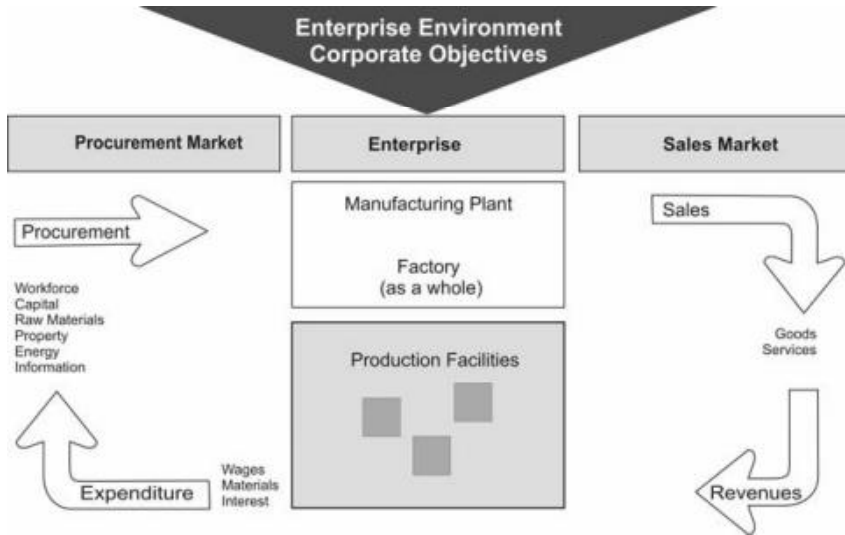 Enterprise Environment
Corporate Objectives
Procurement Market
Enterprise
Sales Market
Procurement
Workforce
Capital
Raw Materials
Property
Energy
Information
Expenditure
Wages
Materials
Interest
Manufacturing Plant
Factory
(as a whole)
Production Facilities
Sales
Goods
Services
Revenues